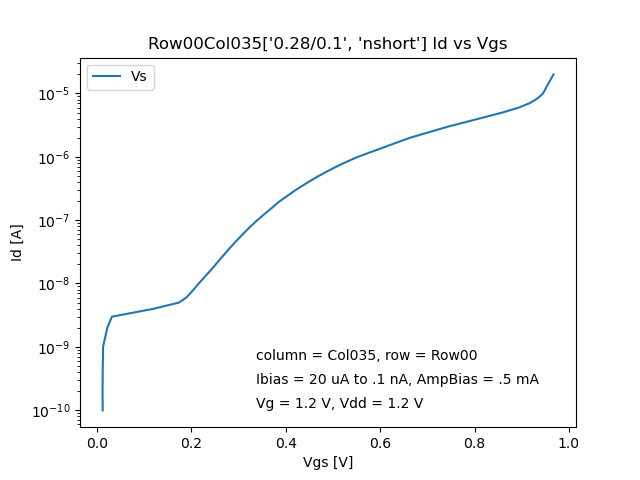 Row00Col035['0.28/0.1', 'nshort'] Id vs Vgs
Vs
10⁻⁵
10⁻⁶
10⁻⁷
10⁻⁸
10⁻⁹
10⁻¹⁰
Id [A]
column = Col035, row = Row00
Ibias = 20 uA to .1 nA, AmpBias = .5 mA
Vg = 1.2 V, Vdd = 1.2 V
0.0 0.2 0.4 0.6 0.8 1.0
Vgs [V]